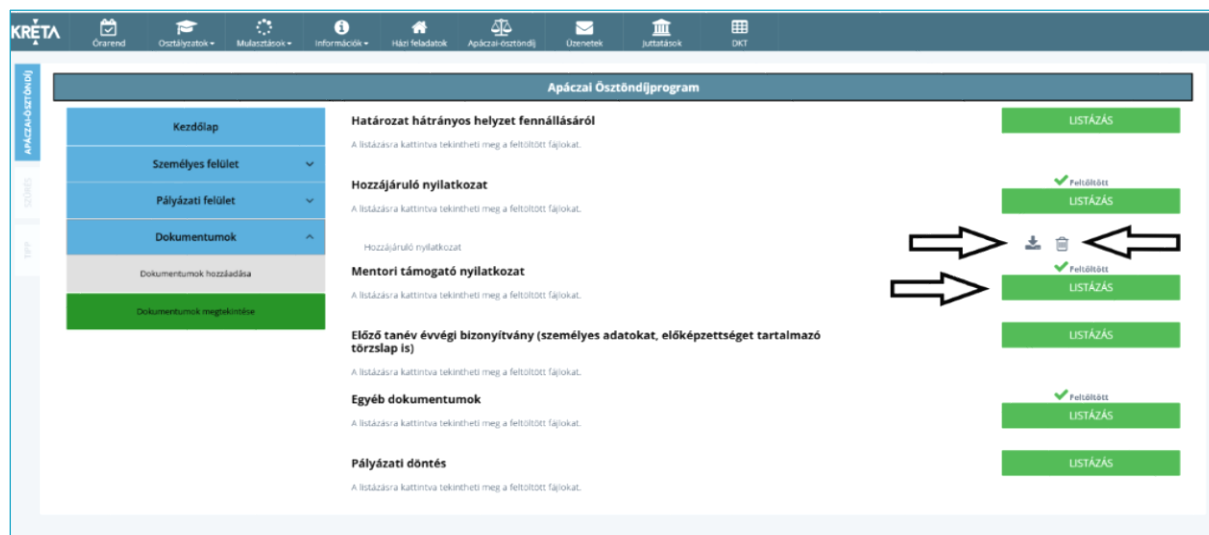 KRÉTA
Órarend
Osztályzatok
Mulasztások
Információk
Házi feladatok
Apáczai-ösztöndíj
Üzenetek
Juttatások
DKT
APÁCZAI-ÖSZTÖNDÍJ
SZŰRÉS
TIPP
Apáczai Ösztöndíjprogram
Kezdőlap
Személyes felület
Pályázati felület
Dokumentumok
Dokumentumok hozzáadása
Dokumentumok megtekintése
Határozat hátrányos helyzet fennállásáról
LISTÁZÁS
A listázásra kattintva tekintheti meg a feltöltött fájlokat.
Hozzájáruló nyilatkozat
Feltöltött
LISTÁZÁS
A listázásra kattintva tekintheti meg a feltöltött fájlokat.
Hozzájáruló nyilatkozat
Mentori támogató nyilatkozat
Feltöltött
LISTÁZÁS
A listázásra kattintva tekintheti meg a feltöltött fájlokat.
Előző tanév évvégi bizonyítvány (személyes adatokat, előképzettséget tartalmazó
törzslap is)
LISTÁZÁS
A listázásra kattintva tekintheti meg a feltöltött fájlokat.
Egyéb dokumentumok
Feltöltött
LISTÁZÁS
A listázásra kattintva tekintheti meg a feltöltött fájlokat.
Pályázati döntés
LISTÁZÁS
A listázásra kattintva tekintheti meg a feltöltött fájlokat.